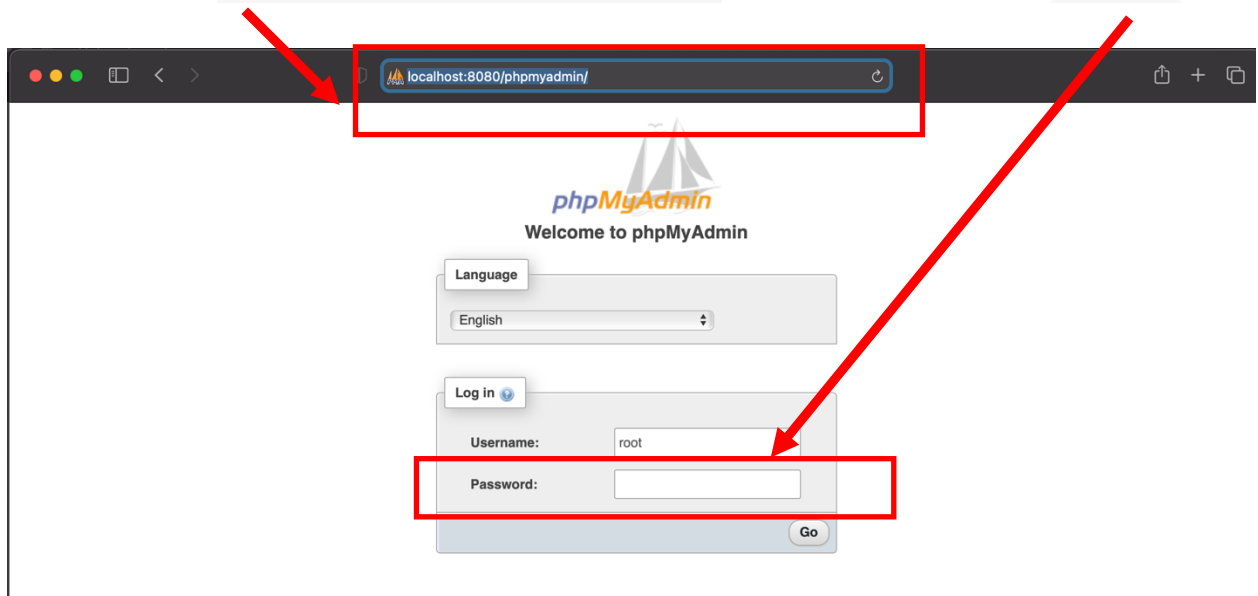 localhost:8080/phpmyadmin/
phpMyAdmin
Welcome to phpMyAdmin
Language
English
Log in
Username: root
Password:
Go